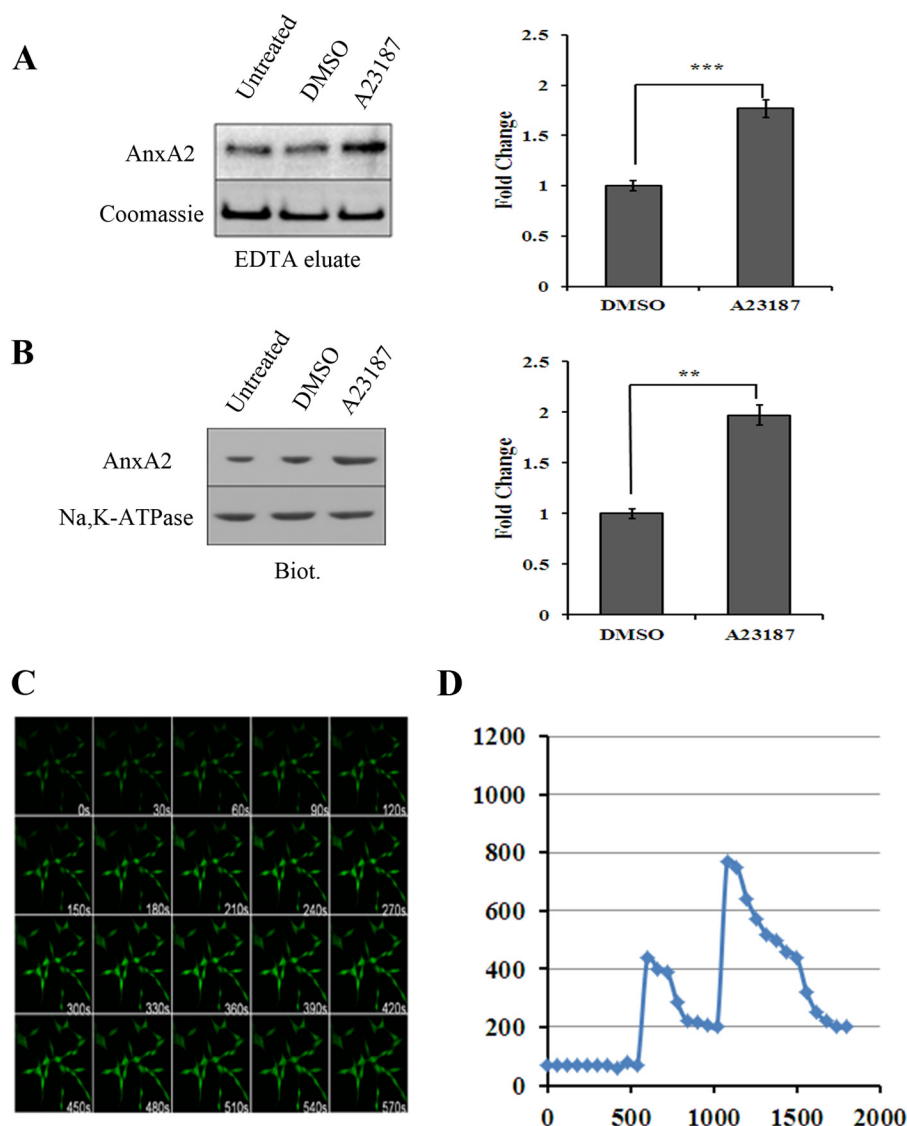 A
Untreated
DMSO
A23187
AnxA2
Coomassie
EDTA eluate
Fold Change
2.5
2
1.5
1
0.5
0
***
DMSO
A23187
B
Untreated
DMSO
A23187
AnxA2
Na,K-ATPase
Biot.
Fold Change
2.5
2
1.5
1
0.5
0
**
DMSO
A23187
C
0s 30s 60s 90s 120s
150s 180s 210s 240s 270s
300s 330s 360s 390s 420s
450s 480s 510s 540s 570s
D
1200
1000
800
600
400
200
0
0 500 1000 1500 2000